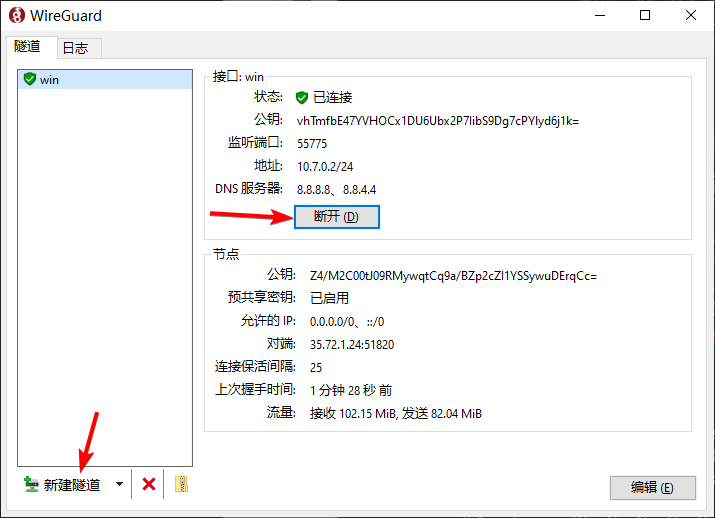 WireGuard
隧道 日志
win
接口: win
状态: 已连接
公钥: vhTmfbE47YVHOCx1DU6Ubx2P7IibS9Dg7cPYIyd6j1k=
监听端口: 55775
地址: 10.7.0.2/24
DNS 服务器: 8.8.8.8、8.8.4.4
断开 (D)
节点
公钥: Z4/M2C00tJ09RMywqtCq9a/BZp2cZI1YSSywuDErqCc=
预共享密钥: 已启用
允许的 IP: 0.0.0.0/0、::/0
对端: 35.72.1.24:51820
连接保活间隔: 25
上次握手时间: 1 分钟 28 秒 前
流量: 接收 102.15 MiB, 发送 82.04 MiB
新建隧道
编辑 (E)